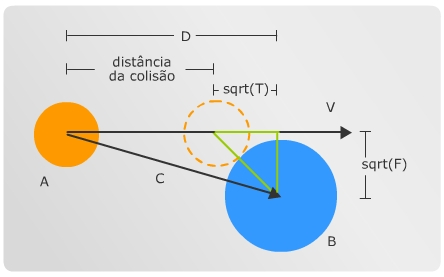 D
distância
da colisão
sqrt(T)
V
sqrt(F)
A
C
B